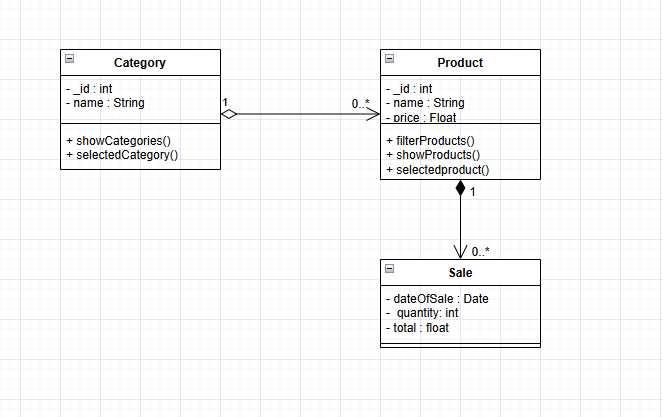 Category
- _id : int
- name : String
+ showCategories()
+ selectedCategory()
1
0..*
Product
- _id : int
- name : String
- price : Float
+ filterProducts()
+ showProducts()
+ selectedproduct()
1
0..*
Sale
- dateOfSale : Date
-  quantity: int
- total : float